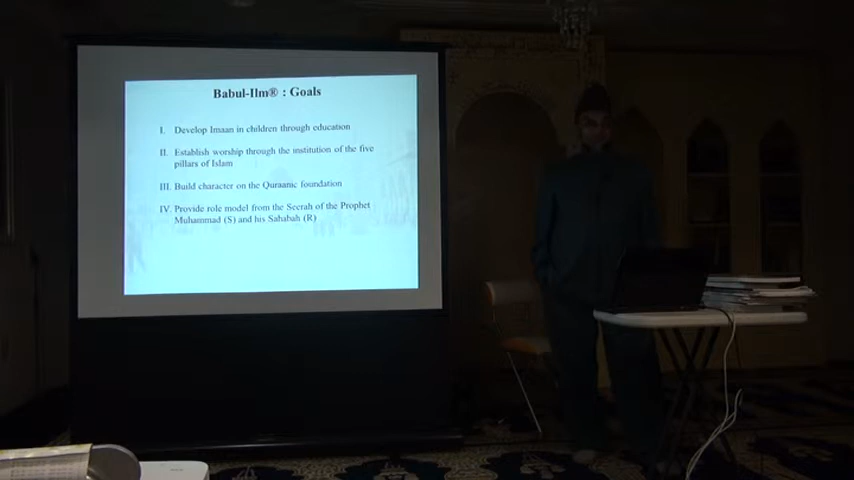 Babul-Ilm® : Goals
I. Develop Imaan in children through education
II. Establish worship through the institution of the five
pillars of Islam
III. Build character on the Quraanic foundation
IV. Provide role model from the Seerah of the Prophet
Muhammad (S) and his Sahabah (R)